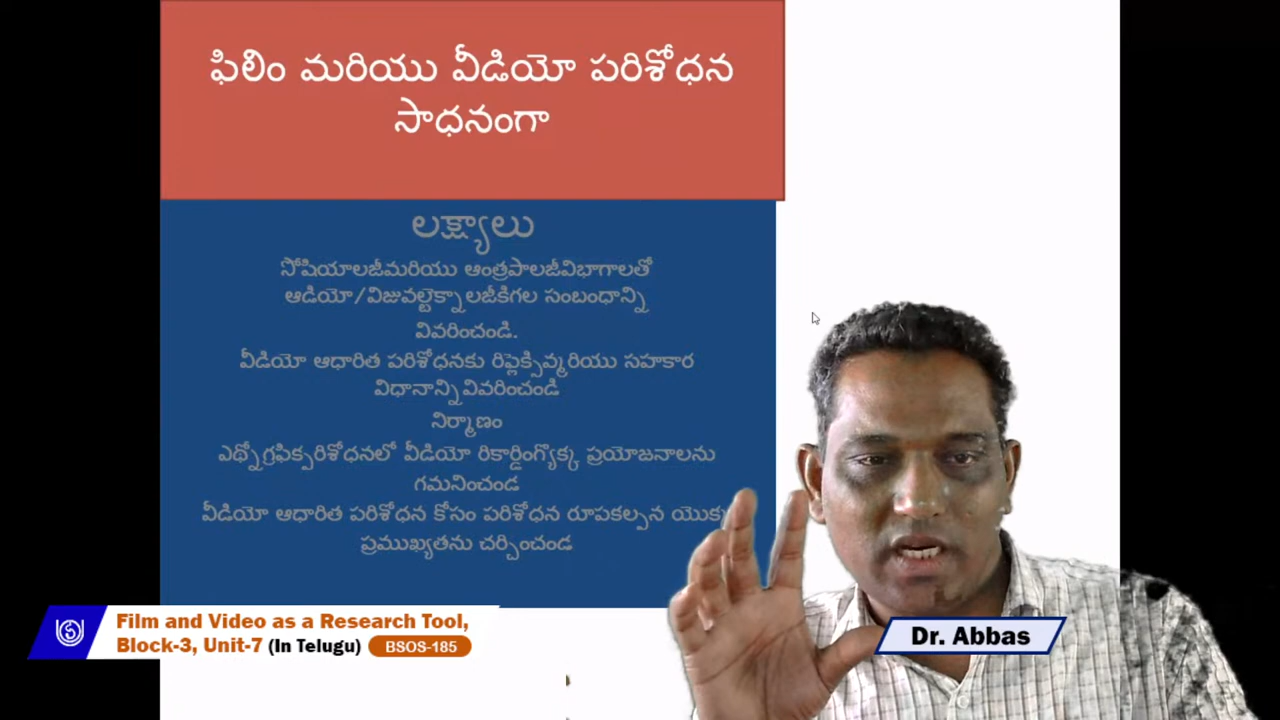 ఫిలిం మరియు వీడియో పరిశోధన
సాధనంగా
లక్ష్యాలు
సోషియాలజీమరియు ఆంత్రపాలజీవిభాగాలతో
ఆడియో/విజువల్టెక్నాలజీకిగల సంబంధాన్ని
వివరించండి.
వీడియో ఆధారిత పరిశోధనకు రిఫ్లెక్సివ్మరియు సహకార
విధానాన్నివివరించండి
నిర్మాణం
ఎథ్నోగ్రఫిక్పరిశోధనలో వీడియో రికార్డింగ్యొక్క ప్రయోజనాలను
గమనించండ
వీడియో ఆధారిత పరిశోధన కోసం పరిశోధన రూపకల్పన యొక్క
ప్రముఖ్యతను చర్చించండ
Film and Video as a Research Tool,
Block-3, Unit-7 (In Telugu) BSOS-185
Dr. Abbas